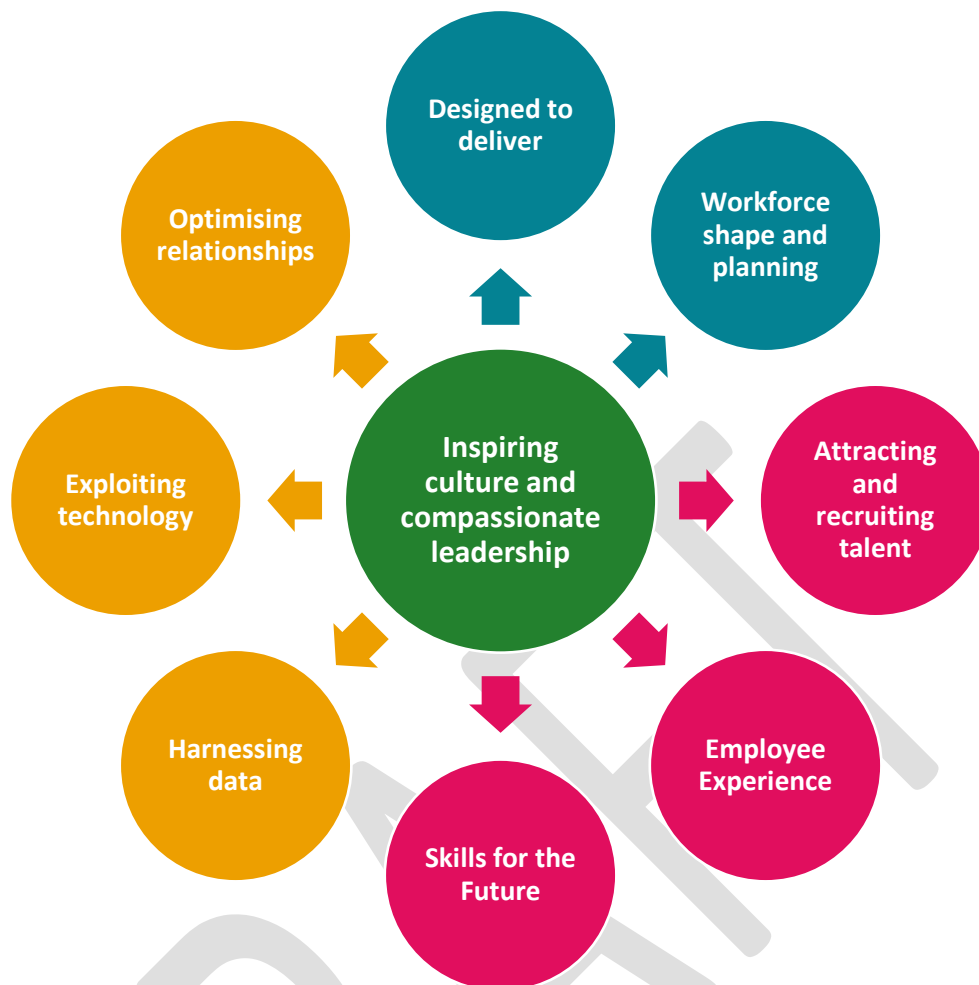 Designed to
deliver
Workforce
shape and
planning
Attracting
and
recruiting
talent
Employee
Experience
Skills for the
Future
Harnessing
data
Exploiting
technology
Optimising
relationships
Inspiring
culture and
compassionate
leadership